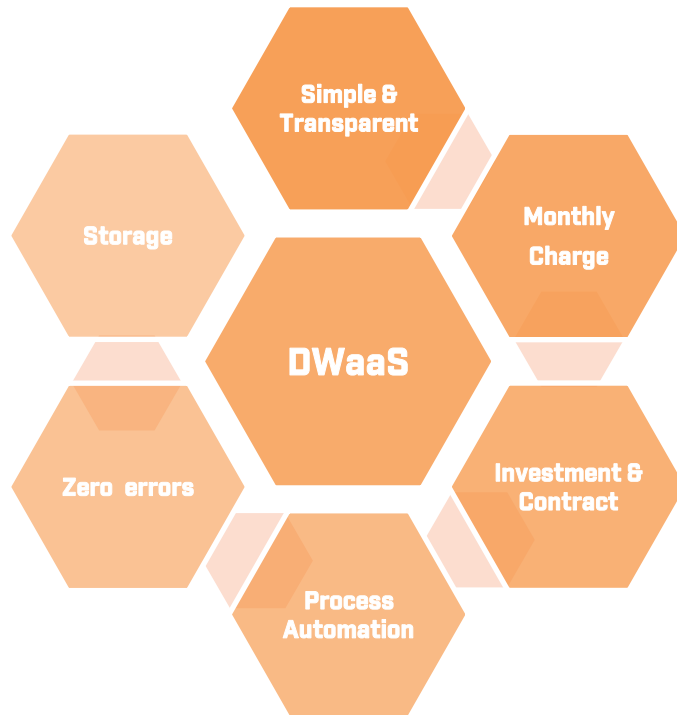 Simple &
Transparent
Monthly
Charge
Storage
DWaaS
Investment &
Contract
Zero errors
Process
Automation